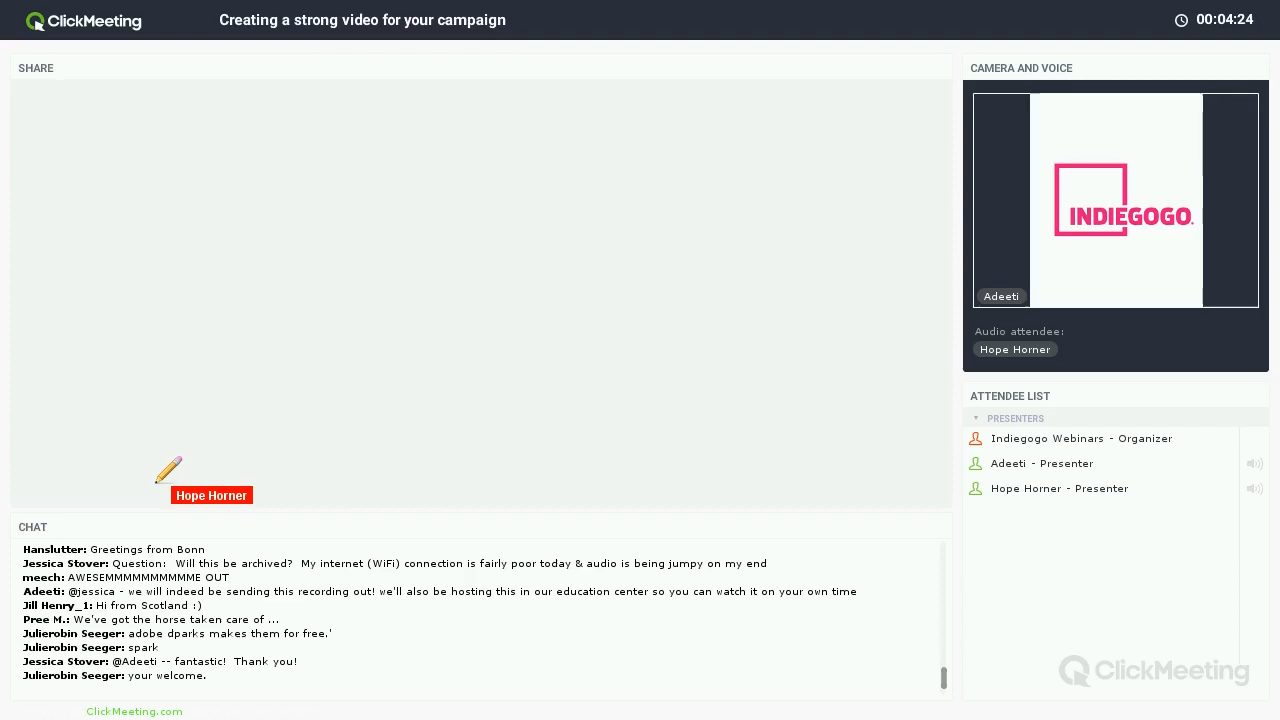 ClickMeeting
Creating a strong video for your campaign
00:04:24
SHARE
CAMERA AND VOICE
INDIEGOGO.
Adeeti
Audio attendee:
Hope Horner
ATTENDEE LIST
PRESENTERS
Indiegogo Webinars - Organizer
Adeeti - Presenter
Hope Horner - Presenter
Hope Horner
CHAT
Hanslutter: Greetings from Bonn
Jessica Stover: Question:  Will this be archived?  My internet (WiFi) connection is fairly poor today & audio is being jumpy on my end
meech: AWESEMMMMMMMMMME OUT
Adeeti: @jessica - we will indeed be sending this recording out! we'll also be hosting this in our education center so you can watch it on your own time
Jill Henry_1: Hi from Scotland :)
Pree M.: We've got the horse taken care of ...
Julierobin Seeger: adobe dparks makes them for free.'
Julierobin Seeger: spark
Jessica Stover: @Adeeti -- fantastic!  Thank you!
Julierobin Seeger: your welcome.
ClickMeeting
ClickMeeting.com